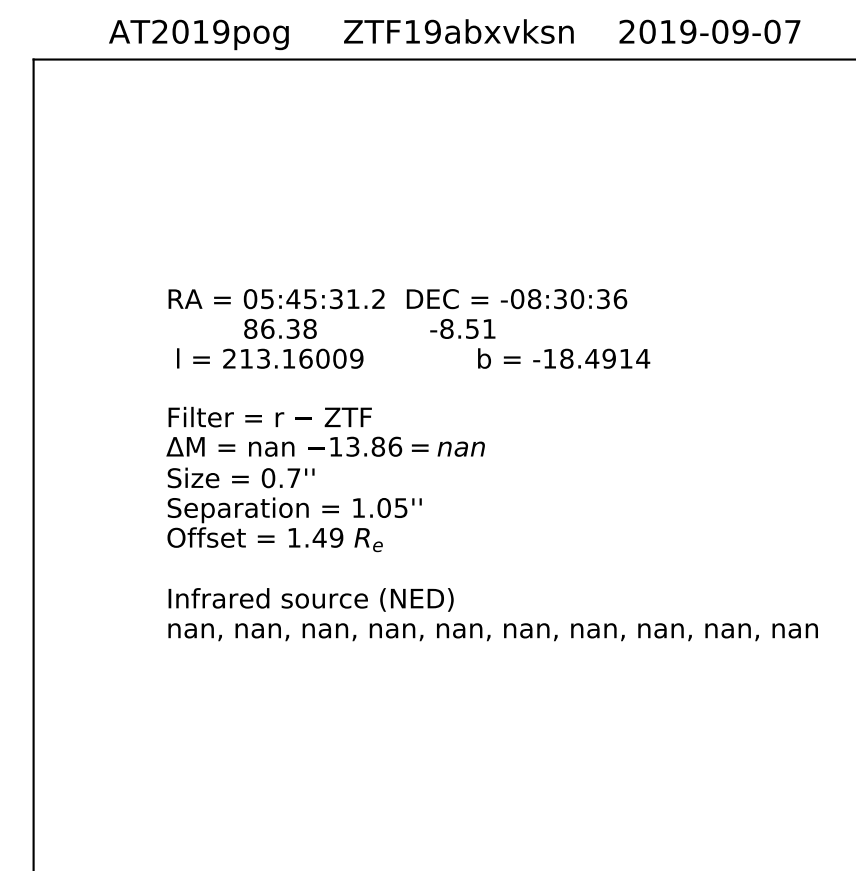 AT2019pog ZTF19abxvksn 2019-09-07
RA = 05:45:31.2 DEC = -08:30:36
86.38 -8.51
l = 213.16009 b = -18.4914
Filter = r − ZTF
ΔM = nan −13.86 = nan
Size = 0.7''
Separation = 1.05''
Offset = 1.49 Re
Infrared source (NED)
nan, nan, nan, nan, nan, nan, nan, nan, nan, nan